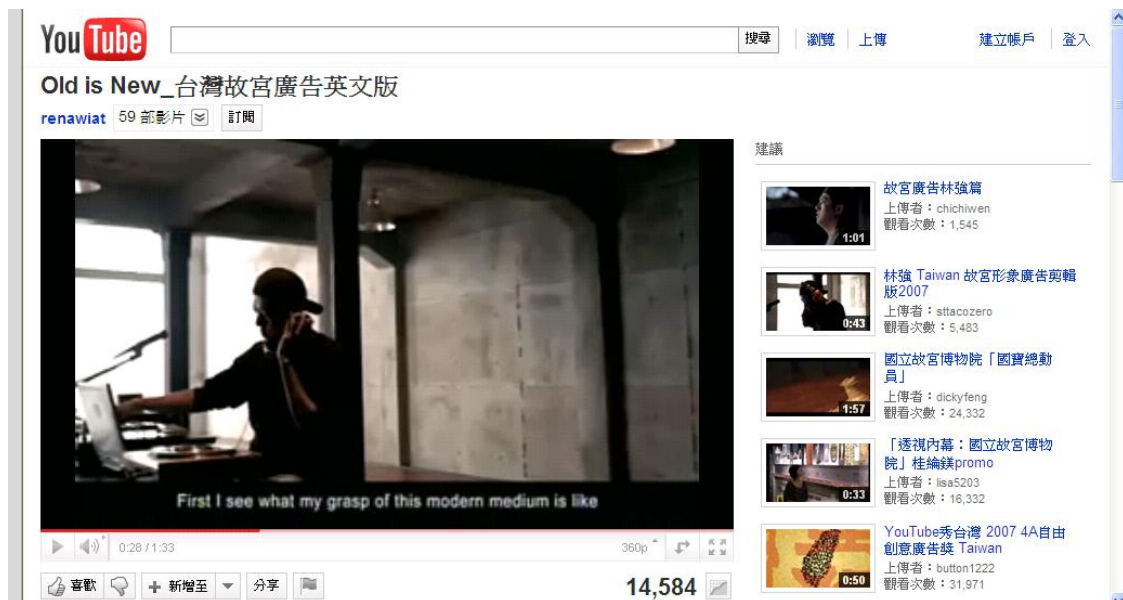 YouTube
搜尋
瀏覽
上傳
建立帳戶
登入
Old is New_台灣故宮廣告英文版
renawiat 59 部影片 訂閱
First I see what my grasp of this modern medium is like
0:28 / 1:33
360p
喜歡
新增至
分享
14,584
建議
1:01
故宮廣告林強篇
上傳者：chichiwen
觀看次數：1,545
0:43
林強 Taiwan 故宮形象廣告剪輯
版2007
上傳者：sttacozero
觀看次數：5,483
1:57
國立故宮博物院「國寶總動
員」
上傳者：dickyfeng
觀看次數：24,332
0:33
「透視內幕：國立故宮博物
院」桂綸鎂promo
上傳者：lisa5203
觀看次數：16,332
0:50
YouTube秀台灣 2007 4A自由
創意廣告獎 Taiwan
上傳者：button1222
觀看次數：31,971